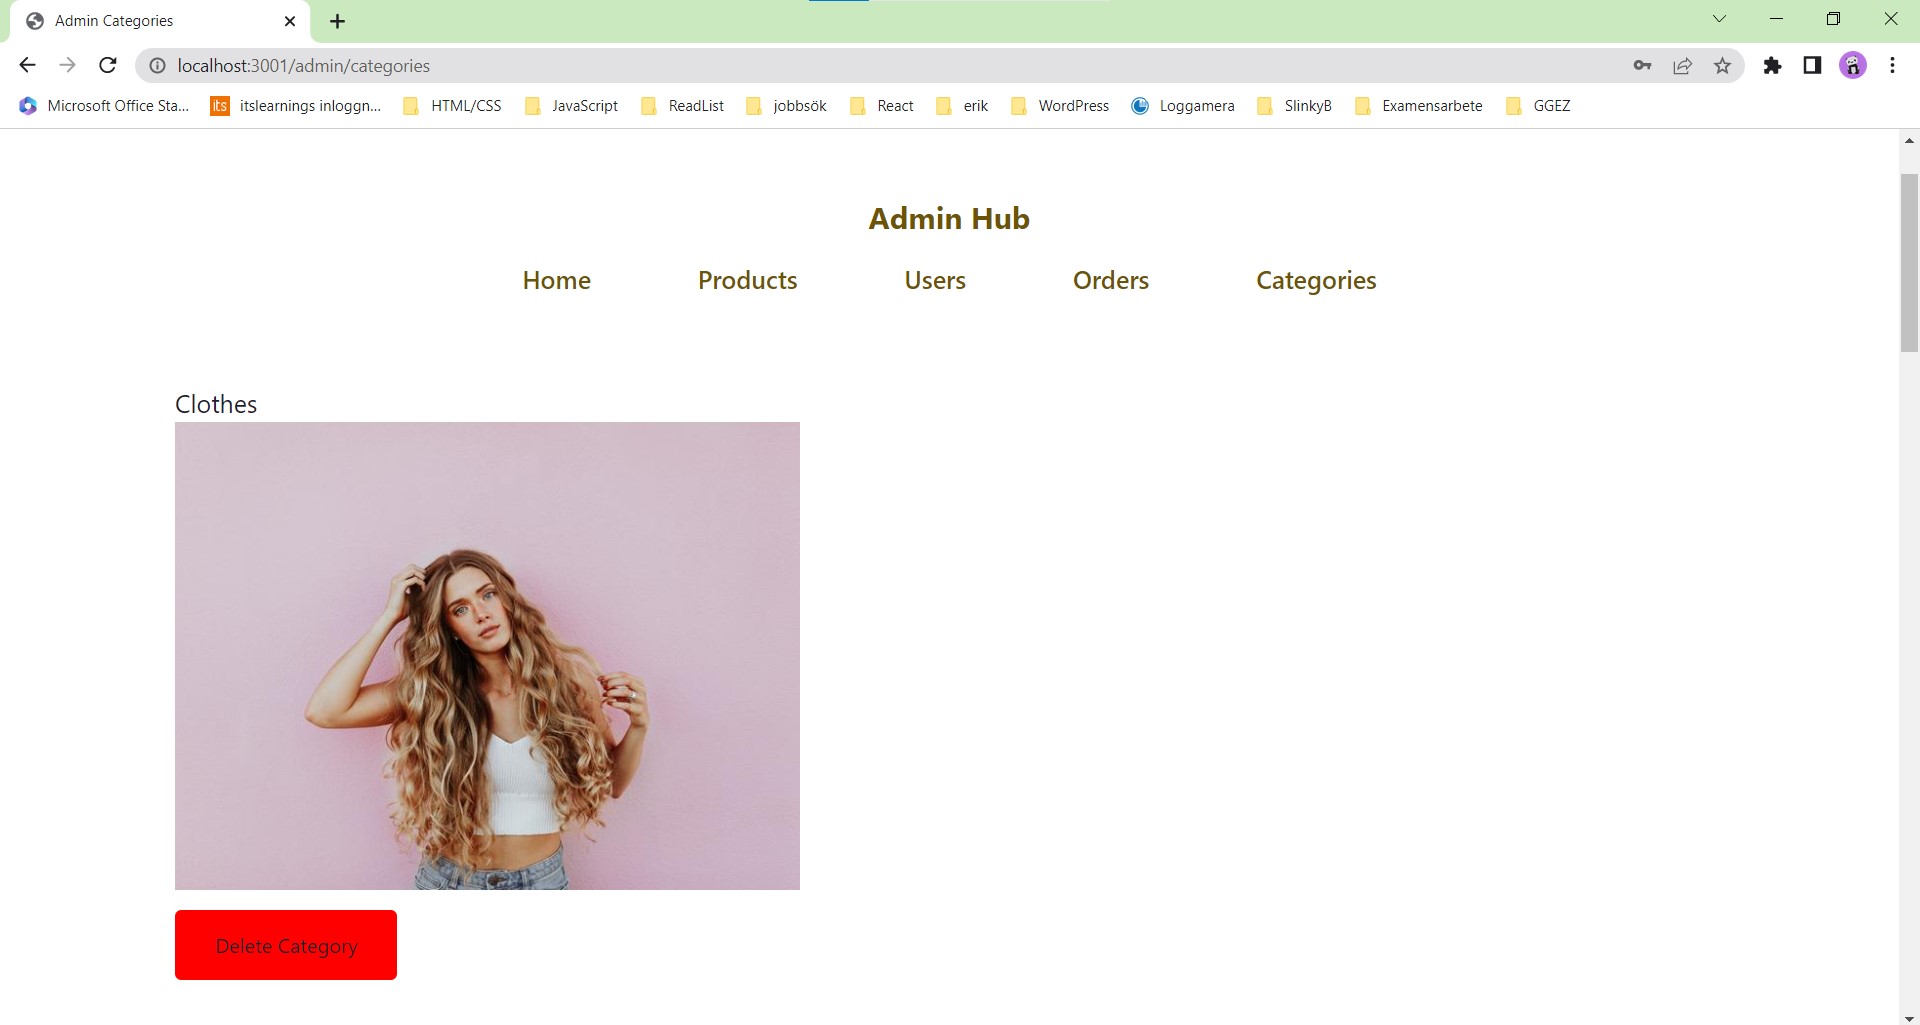 Admin Categories
localhost:3001/admin/categories
Microsoft Office Sta... its itslearnings inloggn... HTML/CSS JavaScript ReadList jobbsök React erik WordPress Loggamera SlinkyB Examensarbete GGEZ
Admin Hub
Home Products Users Orders Categories
Clothes
Delete Category